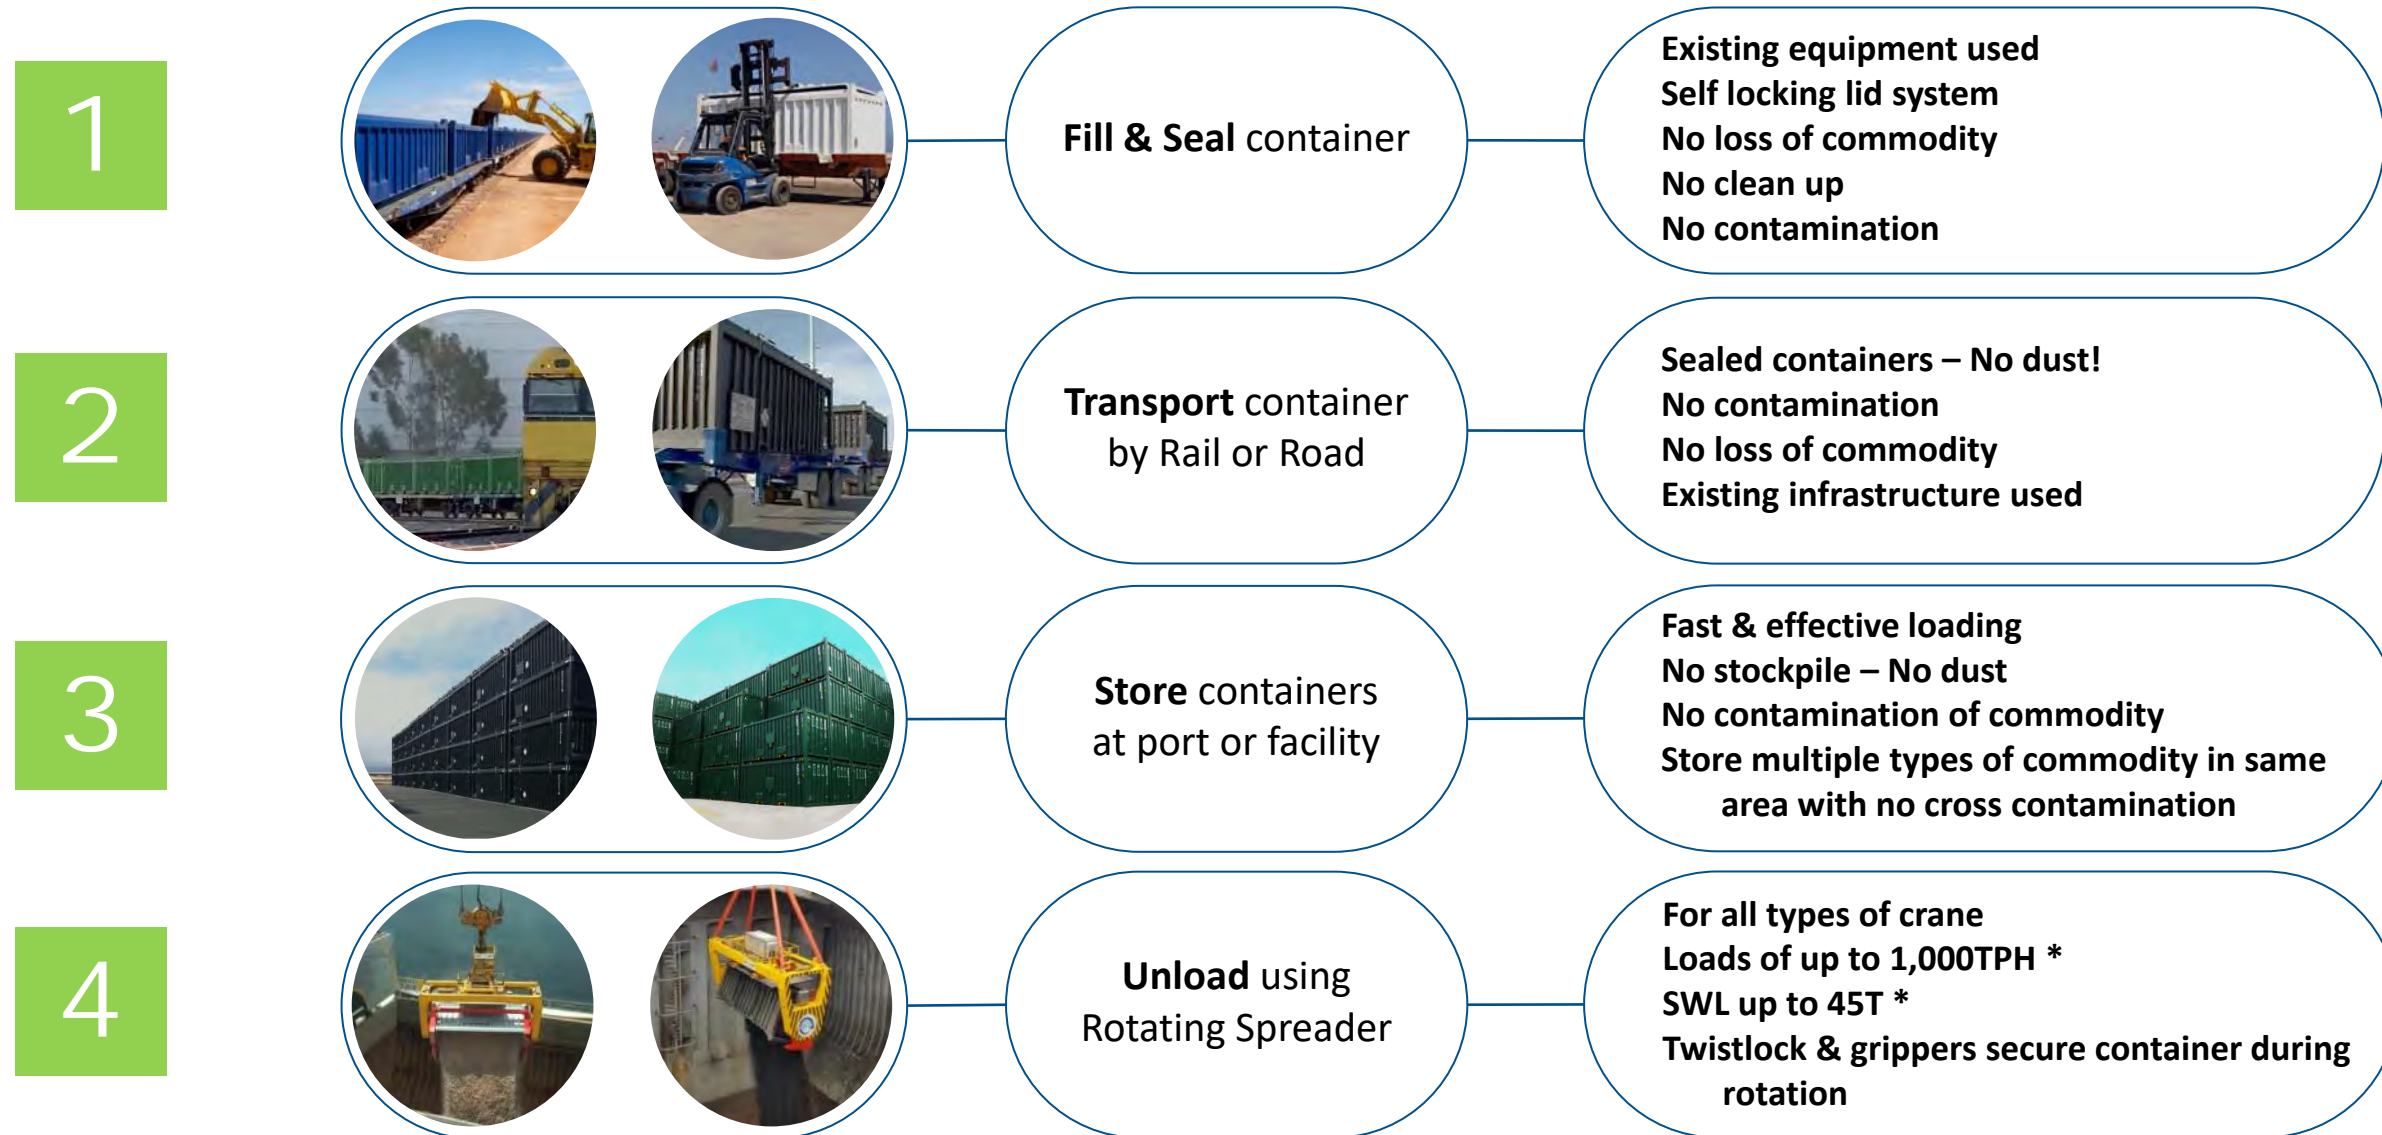 1
Fill & Seal container
Existing equipment used
Self locking lid system
No loss of commodity
No clean up
No contamination
2
Transport container
by Rail or Road
Sealed containers – No dust!
No contamination
No loss of commodity
Existing infrastructure used
3
Store containers
at port or facility
Fast & effective loading
No stockpile – No dust
No contamination of commodity
Store multiple types of commodity in same
area with no cross contamination
4
Unload using
Rotating Spreader
For all types of crane
Loads of up to 1,000TPH *
SWL up to 45T *
Twistlock & grippers secure container during
rotation